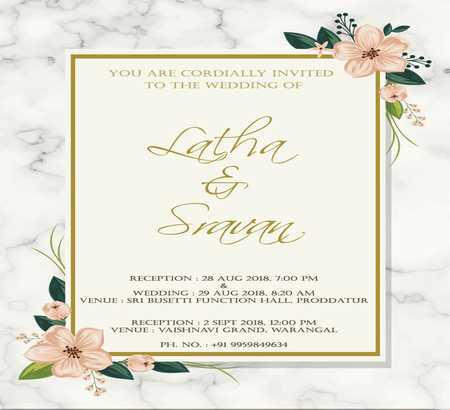 YOU ARE CORDIALLY INVITED
TO THE WEDDING OF
Latha
&
Sravan
RECEPTION : 28 AUG 2018, 7:00 PM
&
WEDDING : 29 AUG 2018, 8:20 AM
VENUE : SRI BUSETTI FUNCTION HALL, PRODDATUR
RECEPTION : 2 SEPT 2018, 12:00 PM
VENUE : VAISHNAVI GRAND, WARANGAL
PH. NO. : +91 9959849634